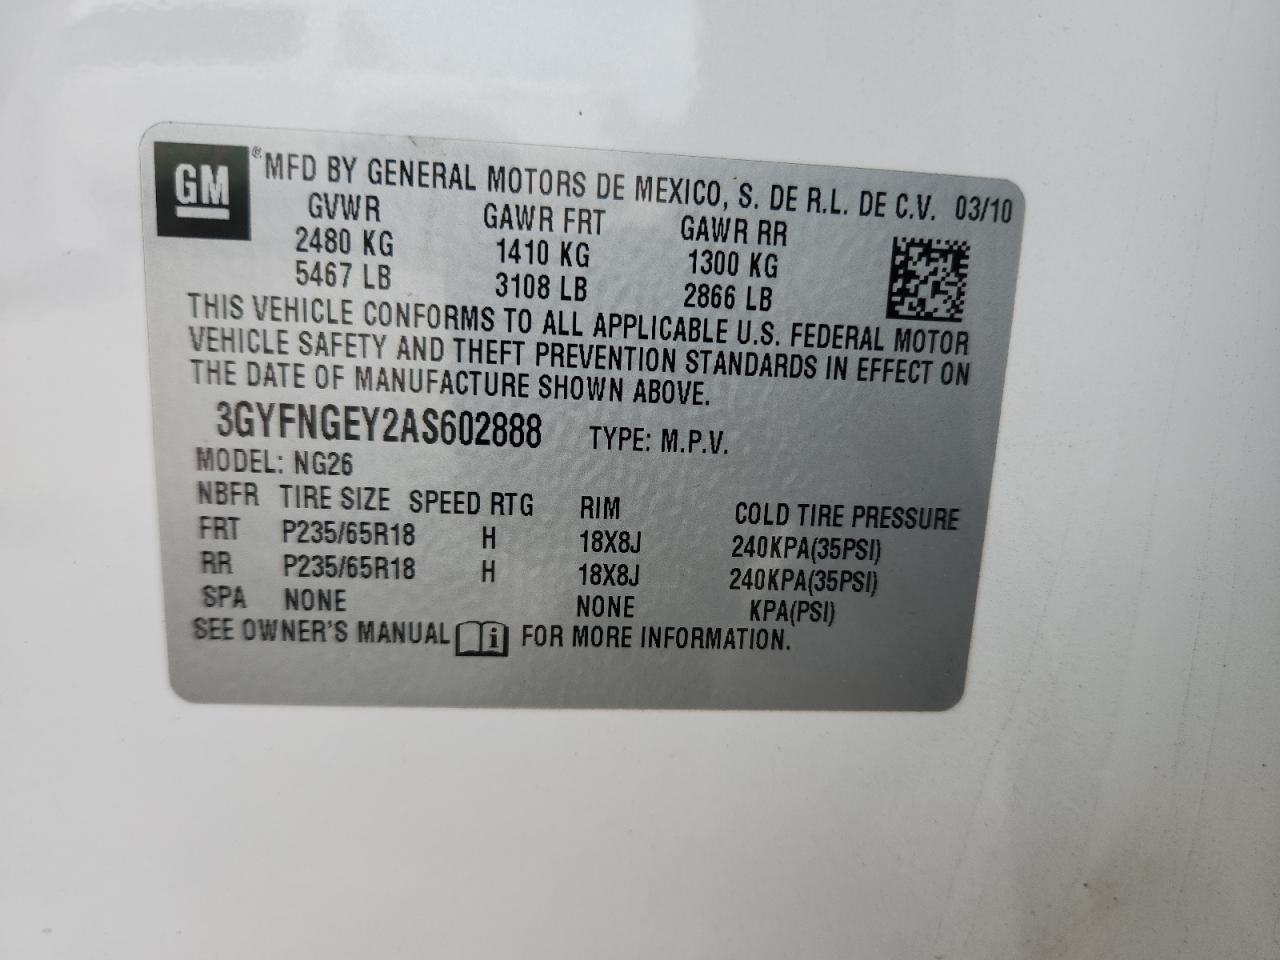 GM ® MFD BY GENERAL MOTORS DE MEXICO, S. DE R.L. DE C.V. 03/10
GVWR GAWR FRT GAWR RR
2480 KG 1410 KG 1300 KG
5467 LB 3108 LB 2866 LB
THIS VEHICLE CONFORMS TO ALL APPLICABLE U.S. FEDERAL MOTOR
VEHICLE SAFETY AND THEFT PREVENTION STANDARDS IN EFFECT ON
THE DATE OF MANUFACTURE SHOWN ABOVE.
3GYFNGEY2AS602888 TYPE: M.P.V.
MODEL: NG26
NBFR TIRE SIZE SPEED RTG RIM COLD TIRE PRESSURE
FRT P235/65R18 H 18X8J 240KPA(35PSI)
RR P235/65R18 H 18X8J 240KPA(35PSI)
SPA NONE NONE KPA(PSI)
SEE OWNER'S MANUAL i FOR MORE INFORMATION.